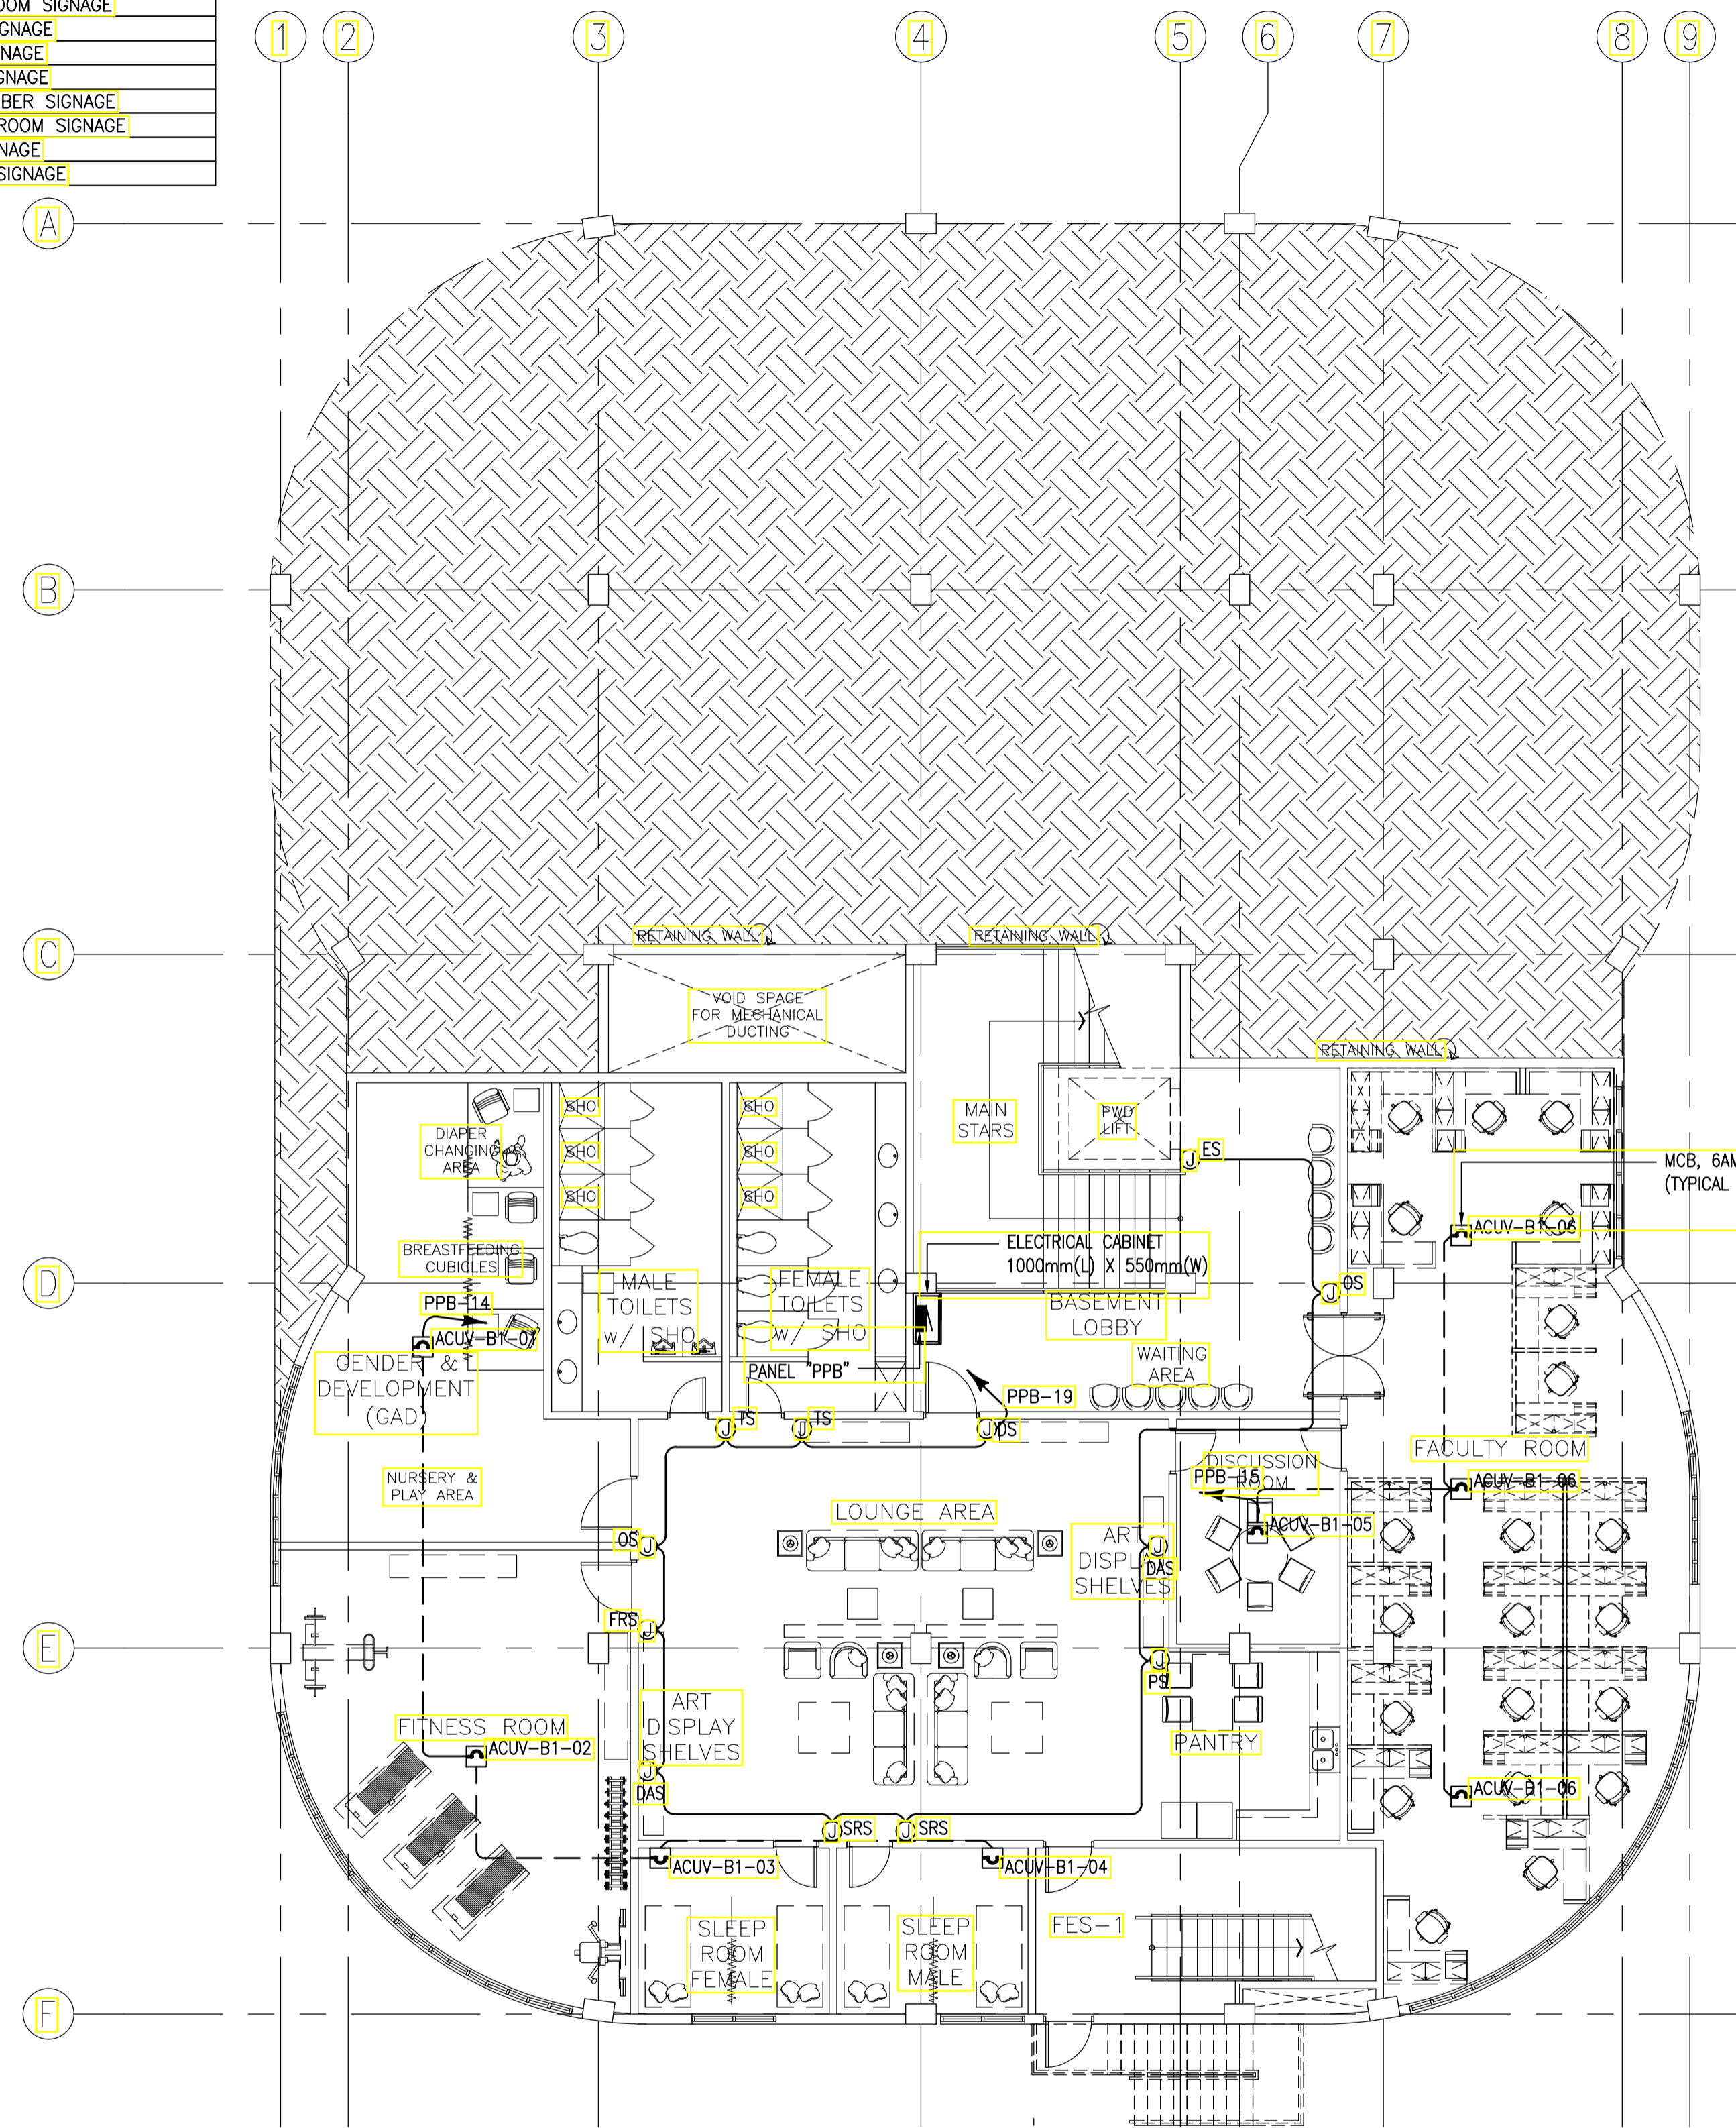 OOM SIGNAGE
IGNAGE
NAGE
GNAGE
BER SIGNAGE
ROOM SIGNAGE
NAGE
SIGNAGE
1
2
3
4
5
6
7
8
9
A
B
C
D
E
F
RETAINING WALL
RETAINING WALL
RETAINING WALL
VOID SPACE
FOR MECHANICAL
DUCTING
DIAPER
CHANGING
AREA
SHO
SHO
SHO
SHO
SHO
SHO
MAIN
STARS
PWD
LIFT
J ES
MCB, 6AM
(TYPICAL
ACUV-B1-06
BREASTFEEDING
CUBICLES
ELECTRICAL CABINET
1000mm(L) X 550mm(W)
MALE
TOILETS
w/ SHO
FEMALE
TOILETS
w/ SHO
BASEMENT
LOBBY
J OS
PPB-14
ACUV-B1-07
GENDER &
DEVELOPMENT
(GAD)
PANEL "PPB"
WAITING
AREA
PPB-19
J TS
J TS
J DS
FACULTY ROOM
DISCUSSION
ROOM
PPB-15
ACUV-B1-06
NURSERY &
PLAY AREA
LOUNGE AREA
ACUV-B1-05
OS J
ART
DISPLAY
SHELVES
J
DAS
FRS J
J
PS
ART
DISPLAY
SHELVES
FITNESS ROOM
ACUV-B1-02
PANTRY
J
DAS
ACUV-B1-06
J SRS
J SRS
ACUV-B1-03
ACUV-B1-04
SLEEP
ROOM
FEMALE
SLEEP
ROOM
MALE
FES-1